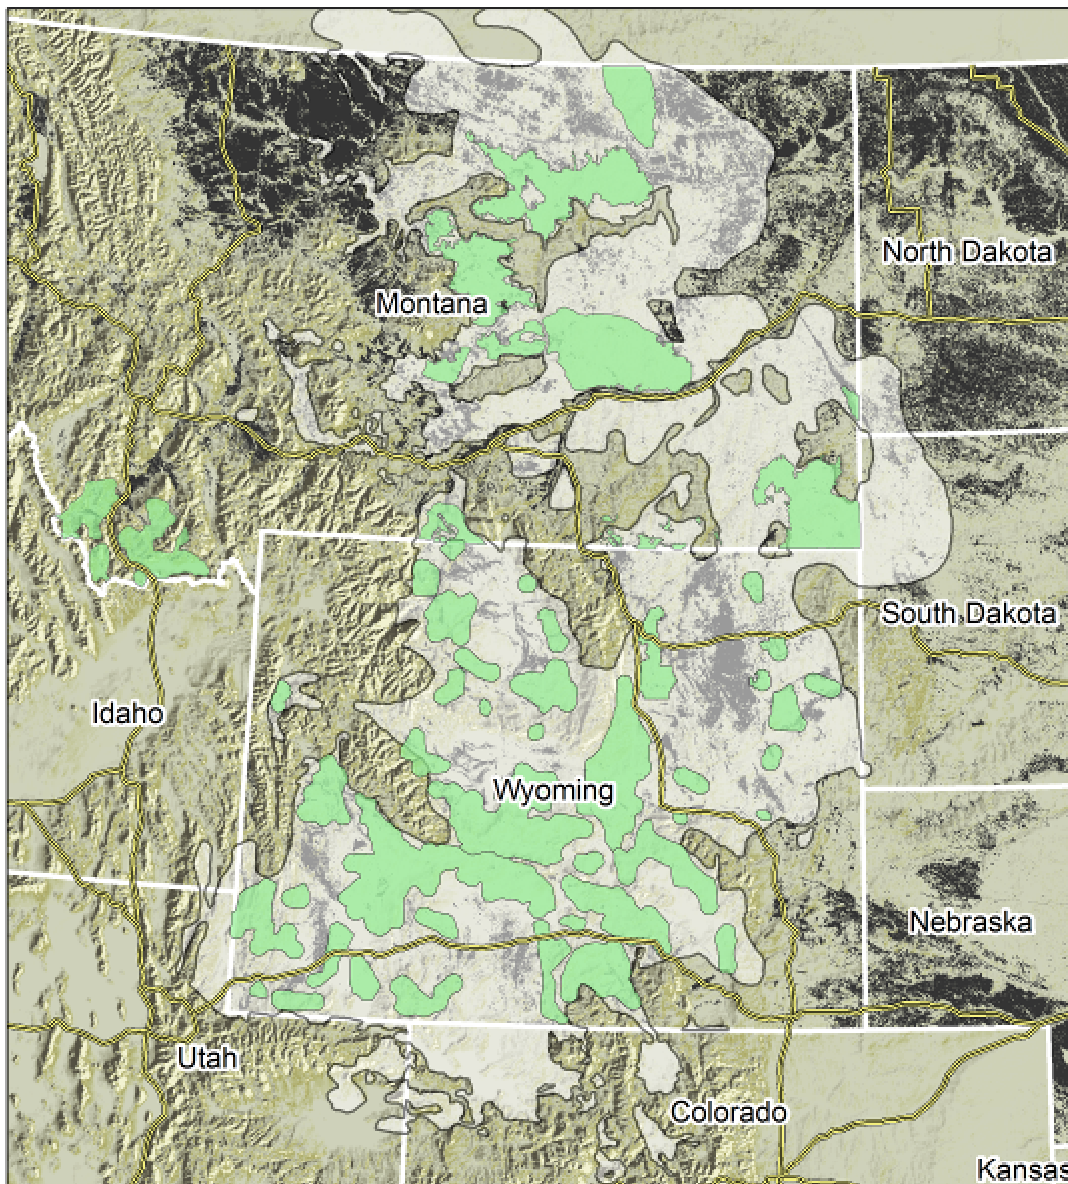 North Dakota
Montana
South Dakota
Idaho
Wyoming
Nebraska
Utah
Colorado
Kansas